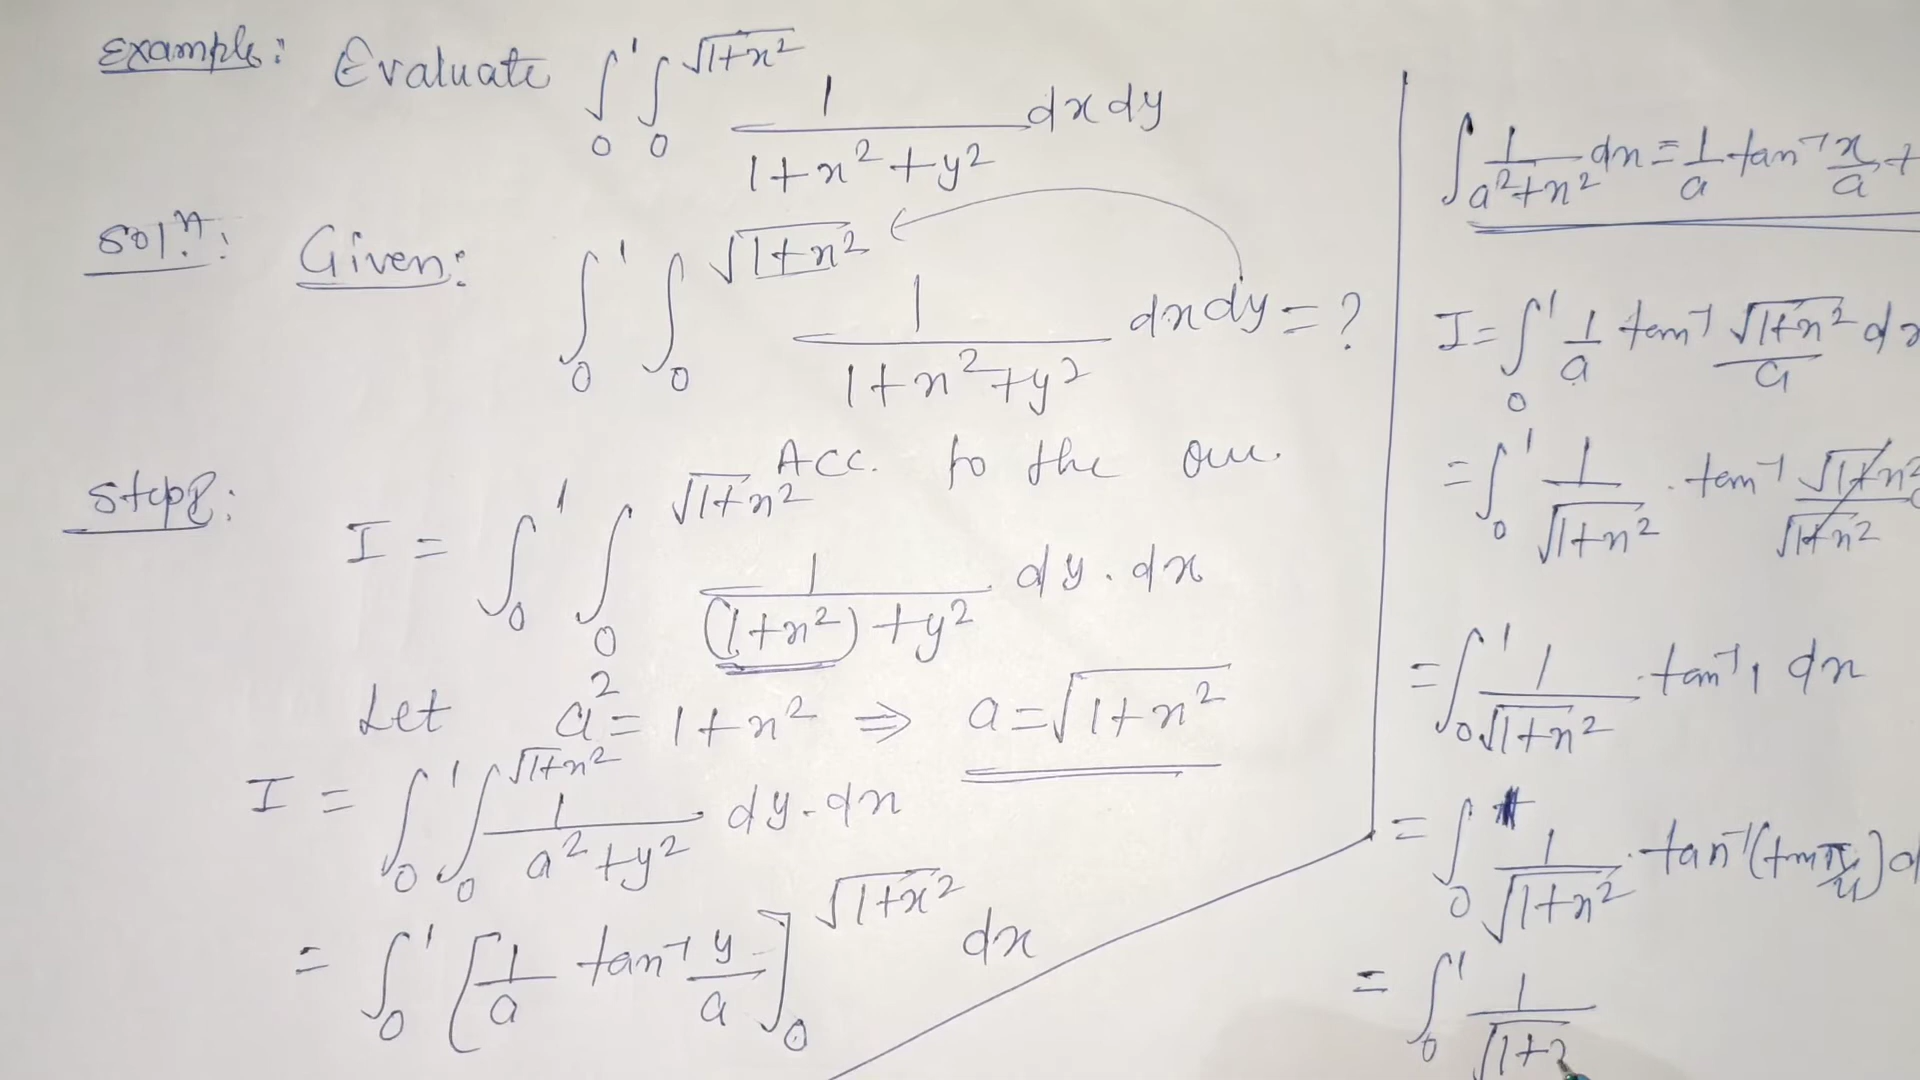 Example: Evaluate ∫₀¹ ∫₀^√(1+x²) 1/(1+x²+y²) dx dy
Solⁿ: Given: ∫₀¹ ∫₀^√(1+x²) 1/(1+x²+y²) dx dy = ?
Acc. to the que.
Step: I = ∫₀¹ ∫₀^√(1+x²) 1/((1+x²)+y²) dy . dx
Let a² = 1+x² ⇒ a = √(1+x²)
I = ∫₀¹ ∫₀^√(1+x²) 1/(a²+y²) dy . dx
= ∫₀¹ [1/a tan⁻¹ y/a]₀^√(1+x²) dx
∫ 1/(a²+x²) dx = 1/a tan⁻¹ x/a +
I = ∫₀¹ 1/a tan⁻¹ √(1+x²)/a dx
= ∫₀¹ 1/√(1+x²) . tan⁻¹ √(1+x²)/√(1+x²)
= ∫₀¹ 1/√(1+x²) . tan⁻¹ 1 dx
= ∫₀ 1/√(1+x²) . tan⁻¹(tan π/4) d
= ∫₀¹ 1/√(1+